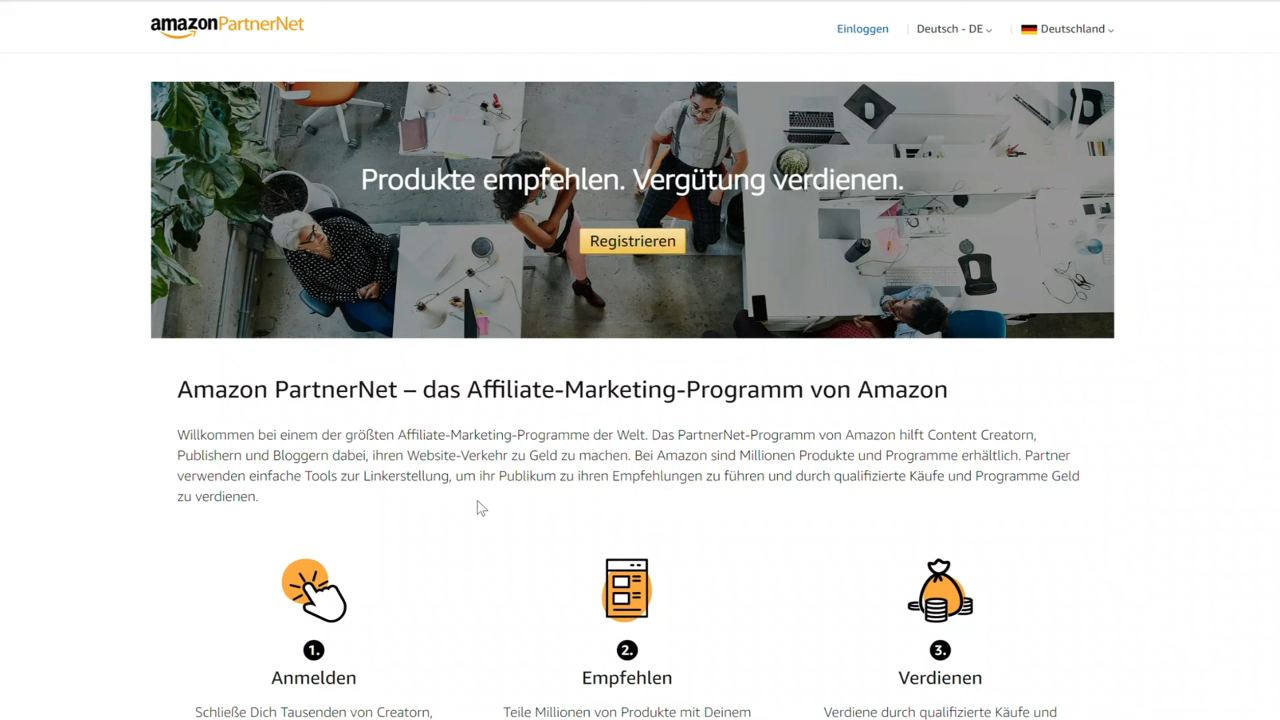 amazonPartnerNet
Einloggen
Deutsch - DE
Deutschland
Produkte empfehlen. Vergütung verdienen.
Registrieren
Amazon PartnerNet – das Affiliate-Marketing-Programm von Amazon
Willkommen bei einem der größten Affiliate-Marketing-Programme der Welt. Das PartnerNet-Programm von Amazon hilft Content Creatorn,
Publishern und Bloggern dabei, ihren Website-Verkehr zu Geld zu machen. Bei Amazon sind Millionen Produkte und Programme erhältlich. Partner
verwenden einfache Tools zur Linkerstellung, um ihr Publikum zu ihren Empfehlungen zu führen und durch qualifizierte Käufe und Programme Geld
zu verdienen.
1.
Anmelden
Schließe Dich Tausenden von Creatorn,
2.
Empfehlen
Teile Millionen von Produkte mit Deinem
3.
Verdienen
Verdiene durch qualifizierte Käufe und